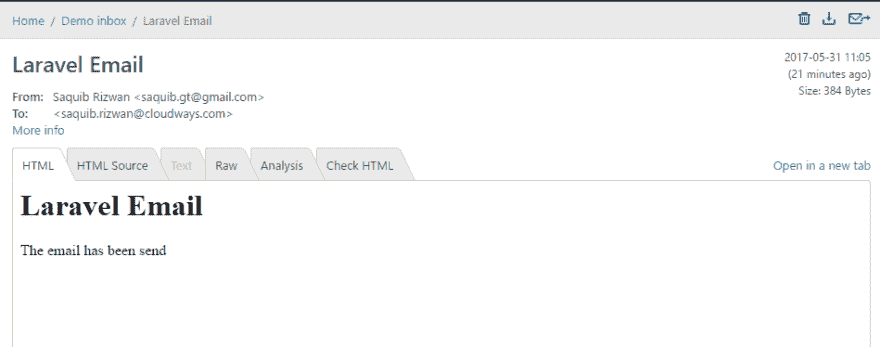 Home / Demo inbox / Laravel Email
Laravel Email
2017-05-31 11:05
(21 minutes ago)
Size: 384 Bytes
From: Saquib Rizwan <saquib.gt@gmail.com>
To: <saquib.rizwan@cloudways.com>
More info
HTML HTML Source Text Raw Analysis Check HTML Open in a new tab
Laravel Email
The email has been send